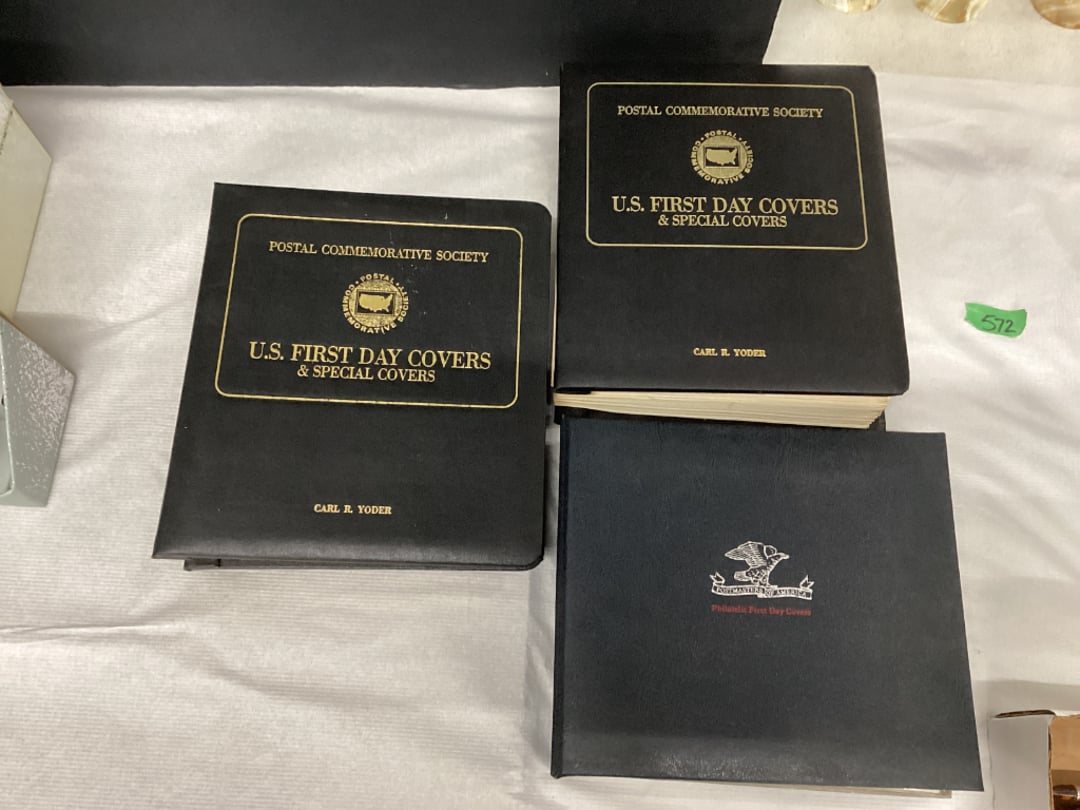 POSTAL COMMEMORATIVE SOCIETY
POSTAL COMMEMORATIVE SOCIETY
U.S. FIRST DAY COVERS
& SPECIAL COVERS
CARL R. YODER
572
POSTAL COMMEMORATIVE SOCIETY
POSTAL COMMEMORATIVE SOCIETY
U.S. FIRST DAY COVERS
& SPECIAL COVERS
CARL R. YODER
POSTMASTERS OF AMERICA
Philatelic First Day Covers